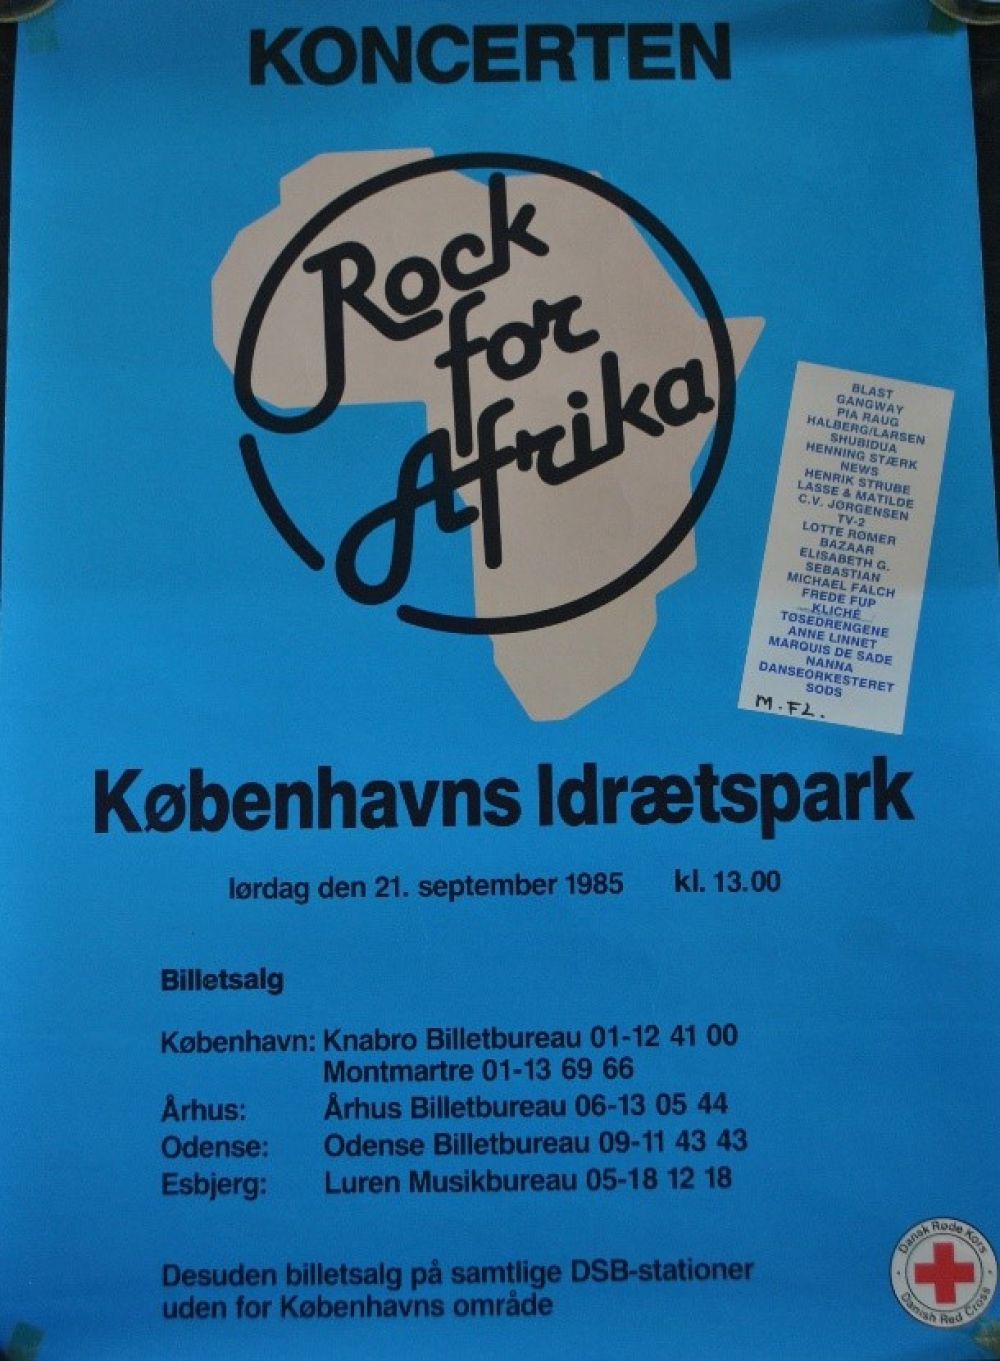 KONCERTEN
Rock
for
Afrika
BLAST
GANGWAY
PIA RAUG
HALBERG/LARSEN
SHUBIDUA
HENNING STÆRK
NEWS
HENRIK STRUBE
LASSE & MATILDE
C.V. JØRGENSEN
TV-2
LOTTE RØMER
BAZAAR
ELISABETH G.
SEBASTIAN
MICHAEL FALCH
FREDE FUP
KLICHÉ
TØSEDRENGENE
ANNE LINNET
MARQUIS DE SADE
NANNA
DANSEORKESTERET
SODS
M.FL.
Københavns Idrætspark
lørdag den 21. september 1985 kl. 13.00
Billetsalg
København: Knabro Billetbureau 01-12 41 00
Montmartre 01-13 69 66
Århus: Århus Billetbureau 06-13 05 44
Odense: Odense Billetbureau 09-11 43 43
Esbjerg: Luren Musikbureau 05-18 12 18
Desuden billetsalg på samtlige DSB-stationer
uden for Københavns område
Dansk Røde Kors
Danish Red Cross